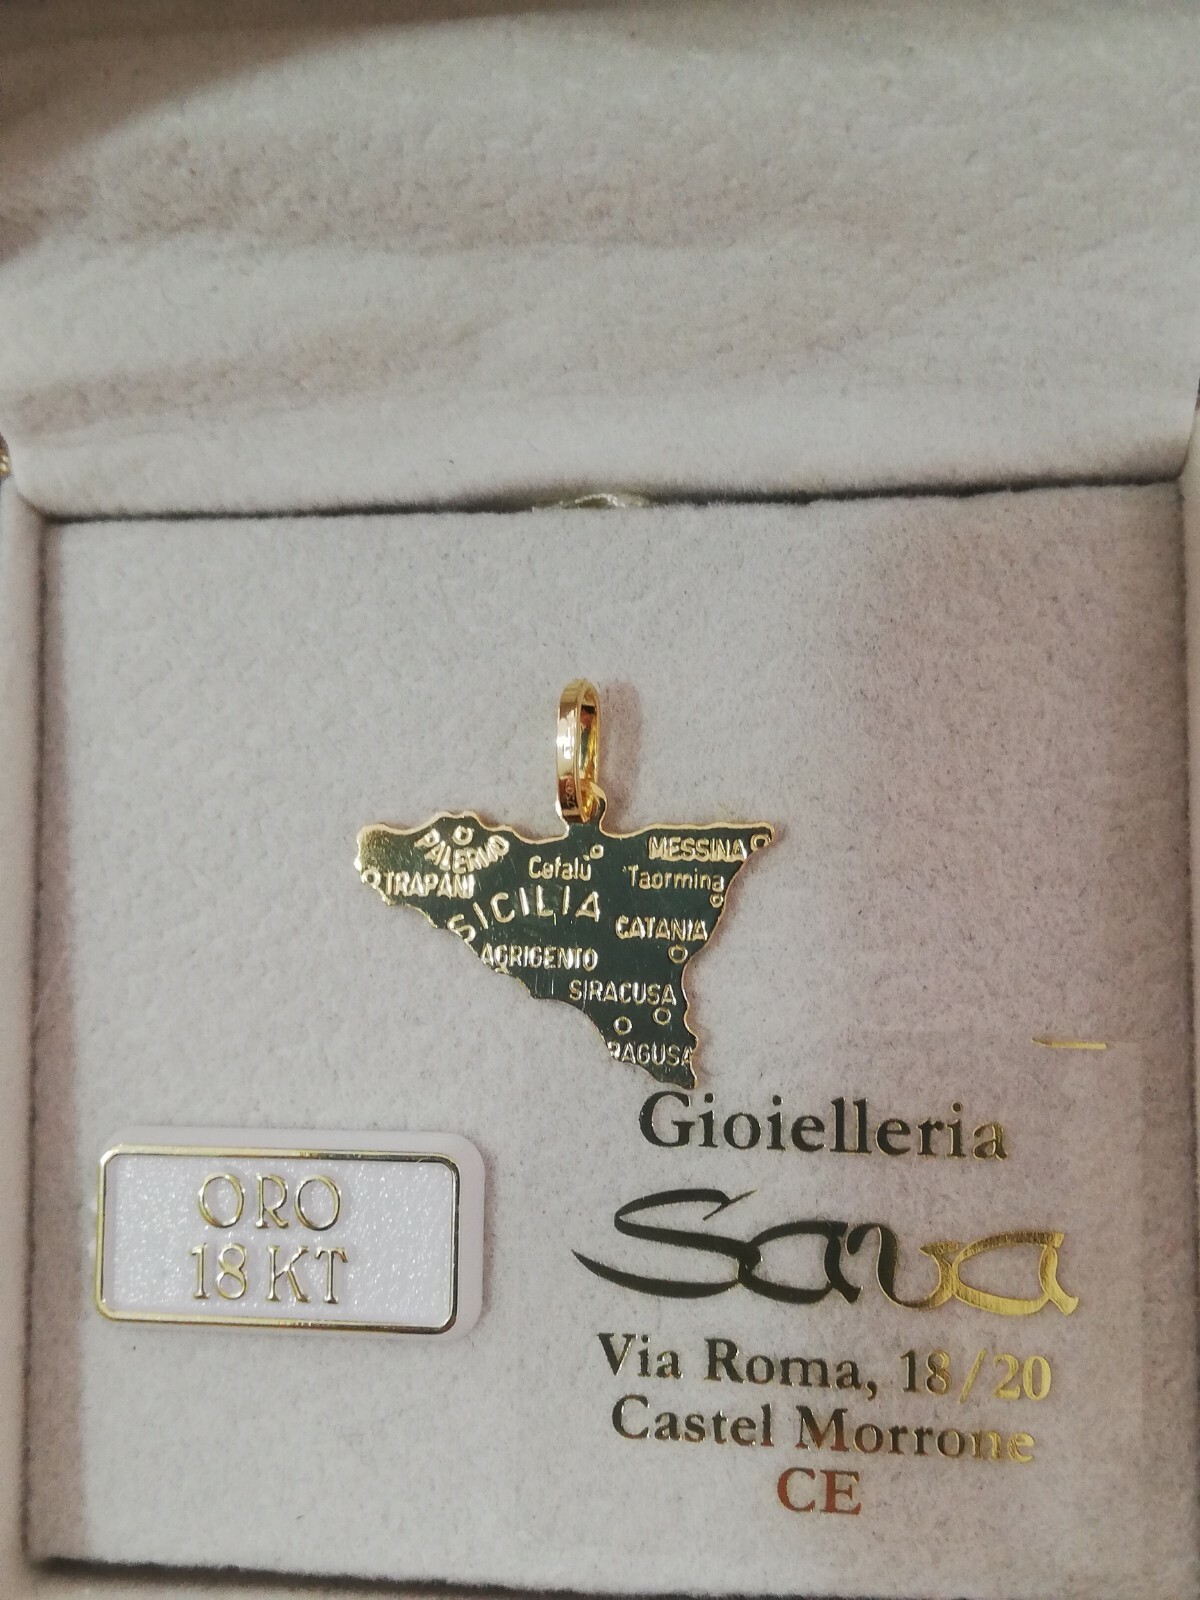 PALERMO
Cefalù
MESSINA
TRAPANI
Taormina
SICILIA
CATANIA
AGRIGENTO
SIRACUSA
RAGUSA
Gioielleria
Sava
Via Roma, 18/20
Castel Morrone
CE
ORO
18 KT